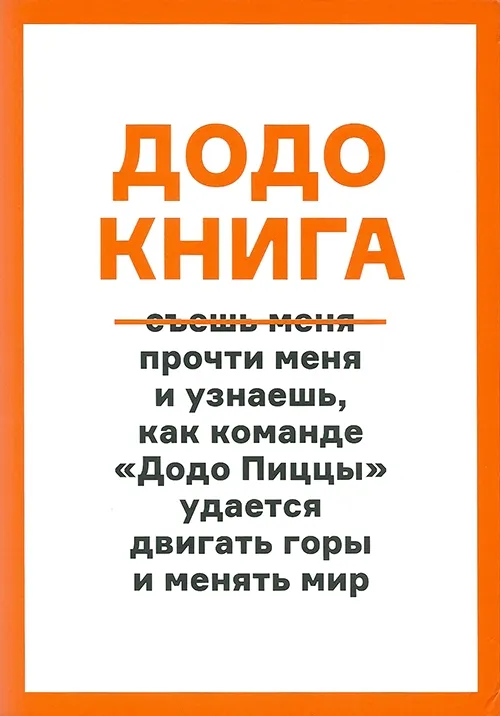 ДОДО
КНИГА
съешь меня
прочти меня
и узнаешь,
как команде
«Додо Пиццы»
удается
двигать горы
и менять мир